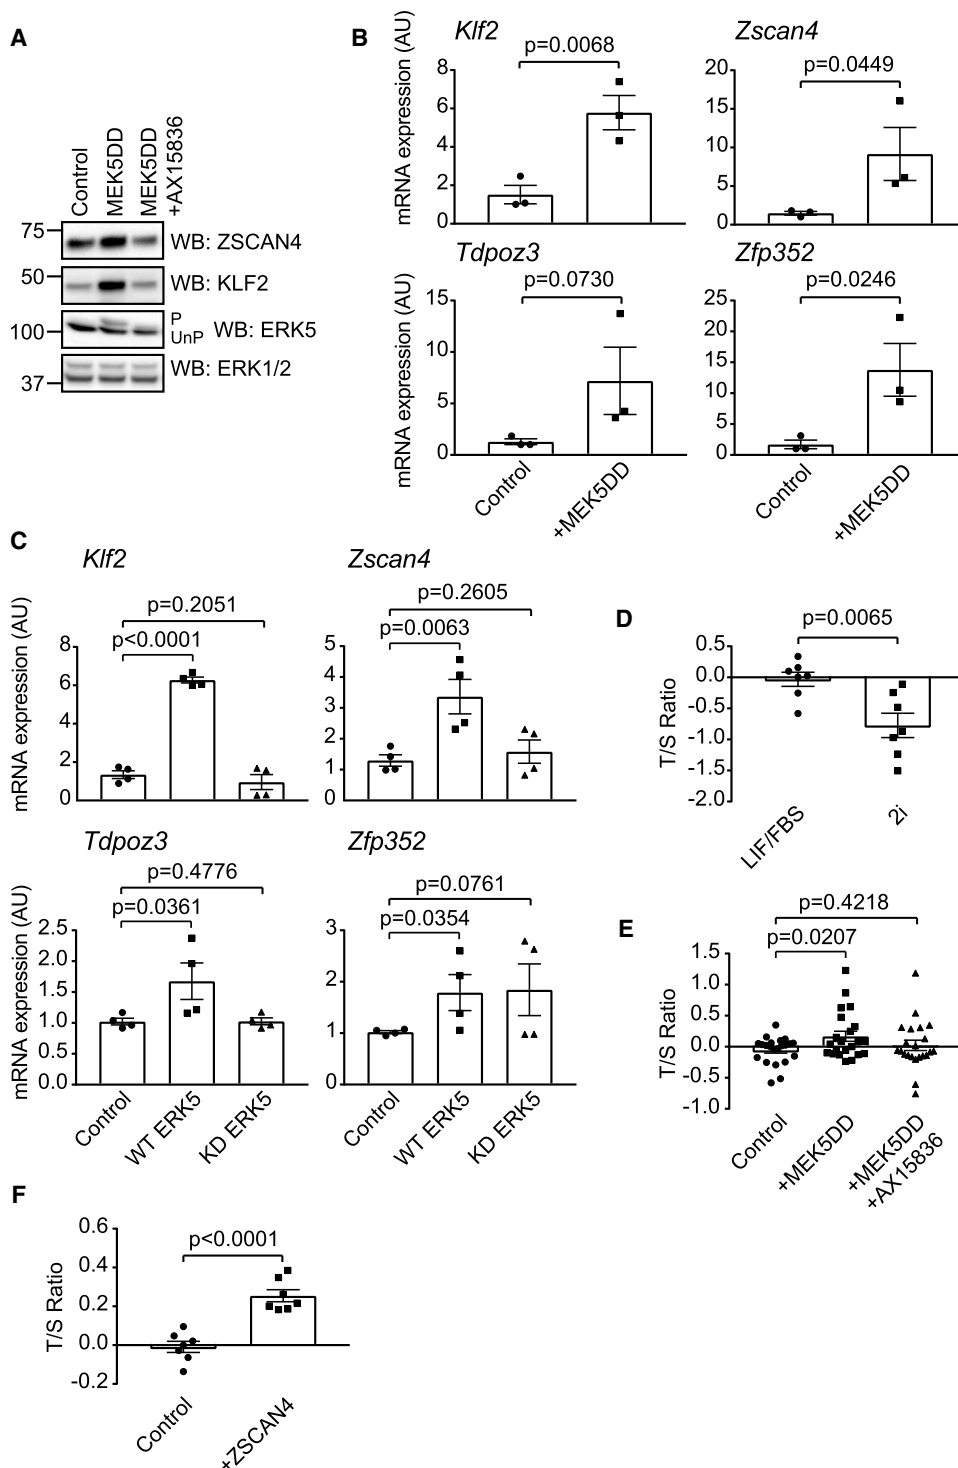 A
Control
MEK5DD
MEK5DD
+AX15836
75
WB: ZSCAN4
50
WB: KLF2
100
P
UnP
WB: ERK5
37
WB: ERK1/2
B
Klf2
p=0.0068
mRNA expression (AU)
8
6
4
2
0
Zscan4
p=0.0449
20
15
10
5
0
Tdpoz3
p=0.0730
mRNA expression (AU)
15
10
5
0
Control
+MEK5DD
Zfp352
p=0.0246
25
20
15
10
5
0
Control
+MEK5DD
C
Klf2
p=0.2051
p<0.0001
mRNA expression (AU)
8
6
4
2
0
Zscan4
p=0.2605
p=0.0063
5
4
3
2
1
0
Tdpoz3
p=0.4776
p=0.0361
mRNA expression (AU)
2.5
2.0
1.5
1.0
0.5
0.0
Control
WT ERK5
KD ERK5
Zfp352
p=0.0761
p=0.0354
3
2
1
0
Control
WT ERK5
KD ERK5
D
p=0.0065
T/S Ratio
0.5
0.0
-0.5
-1.0
-1.5
-2.0
LIF/FBS
2i
E
p=0.4218
p=0.0207
T/S Ratio
1.5
1.0
0.5
0.0
-0.5
-1.0
Control
+MEK5DD
+MEK5DD
+AX15836
F
p<0.0001
T/S Ratio
0.6
0.4
0.2
0.0
-0.2
Control
+ZSCAN4